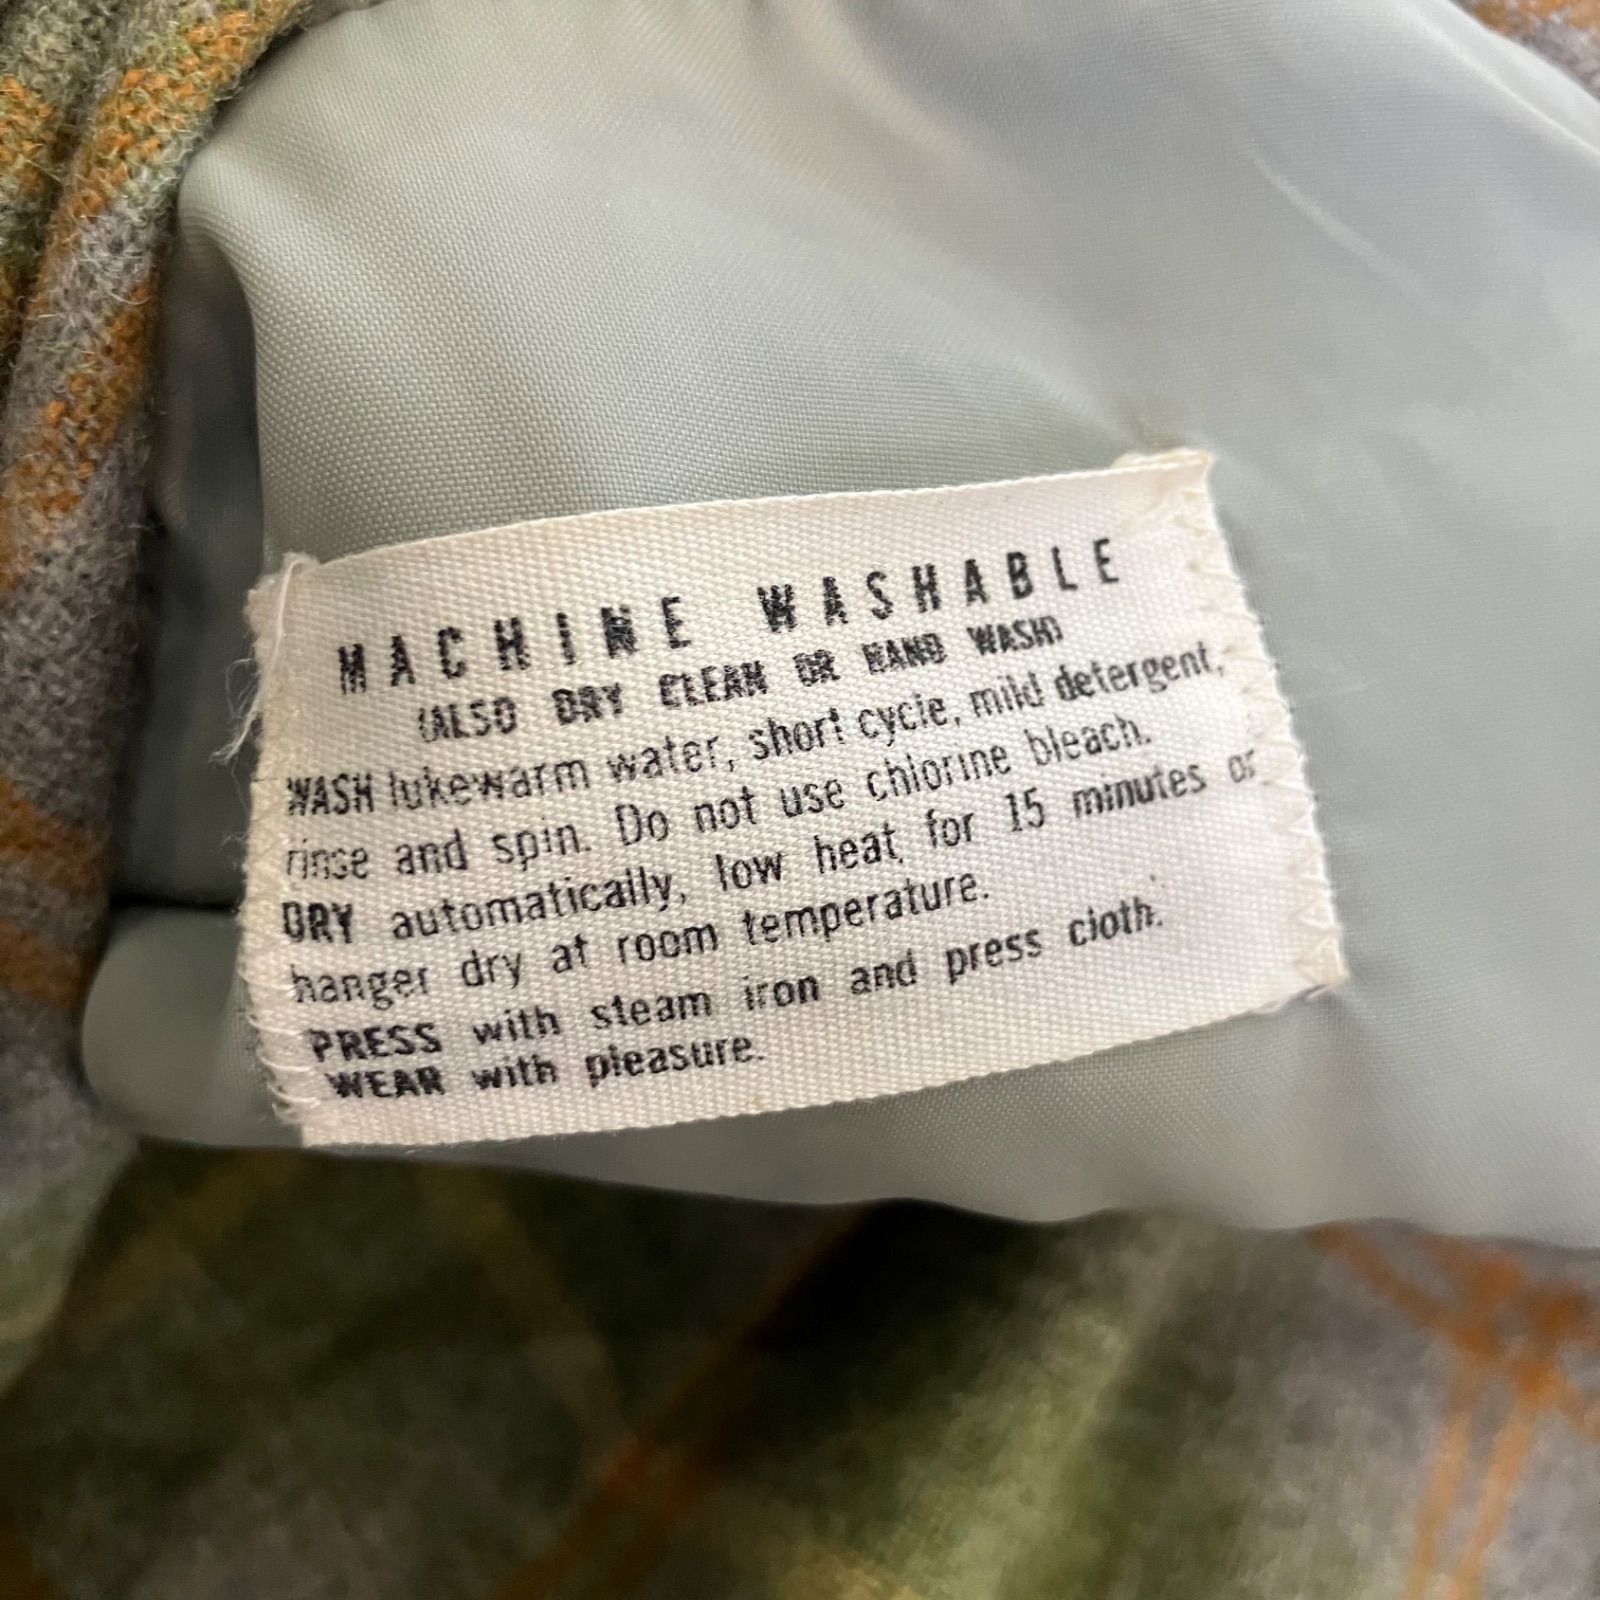 MACHINE WASHABLE
(ALSO DRY CLEAN OR HAND WASH)
WASH lukewarm water, short cycle, mild detergent,
rinse and spin. Do not use chlorine bleach.
DRY automatically, low heat, for 15 minutes or
hanger dry at room temperature.
PRESS with steam iron and press cloth.
WEAR with pleasure.